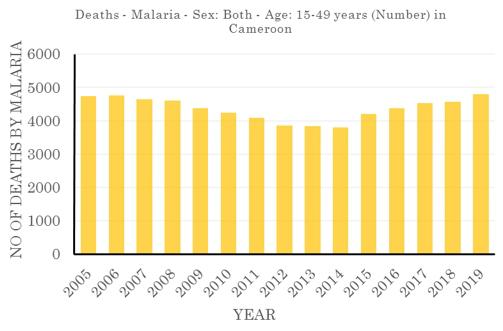 Deaths - Malaria - Sex: Both - Age: 15-49 years (Number) in
Cameroon
NO OF DEATHS BY MALARIA
6000
5000
4000
3000
2000
1000
0
2005 2006 2007 2008 2009 2010 2011 2012 2013 2014 2015 2016 2017 2018 2019
YEAR